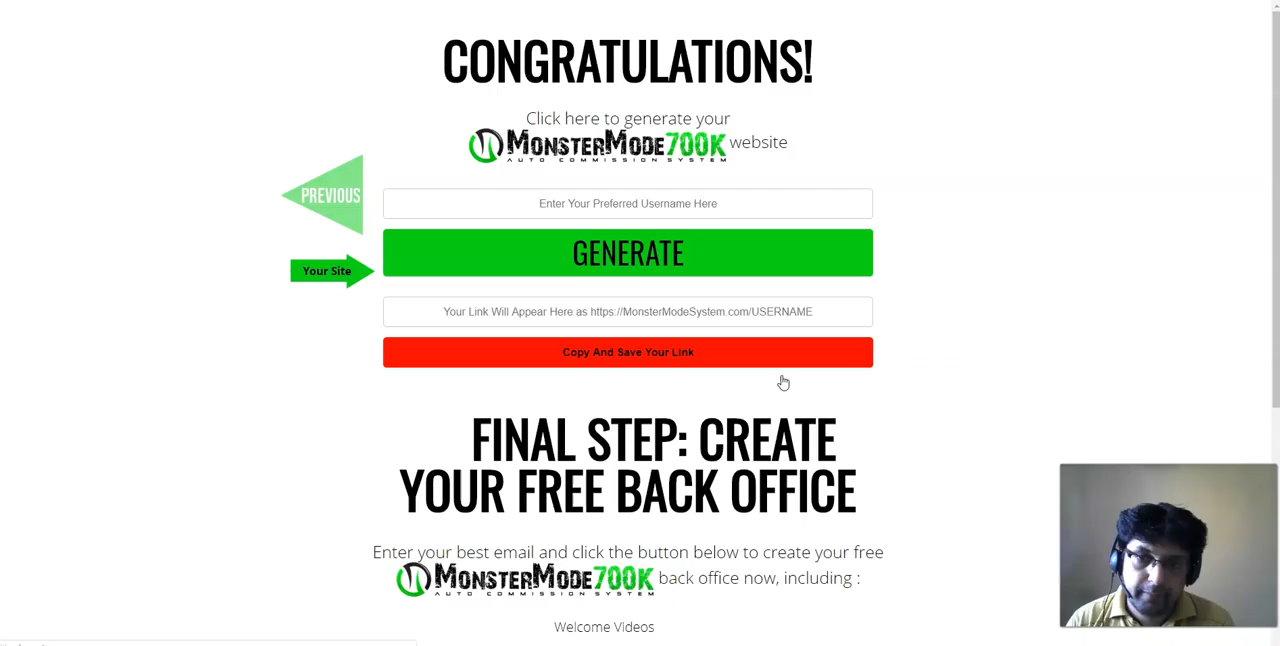 CONGRATULATIONS!
Click here to generate your
MONSTERMODE700K website
AUTO COMMISSION SYSTEM
PREVIOUS
Enter Your Preferred Username Here
GENERATE
Your Site
Your Link Will Appear Here as https://MonsterModeSystem.com/USERNAME
Copy And Save Your Link
FINAL STEP: CREATE
YOUR FREE BACK OFFICE
Enter your best email and click the button below to create your free
MONSTERMODE700K back office now, including :
AUTO COMMISSION SYSTEM
Welcome Videos